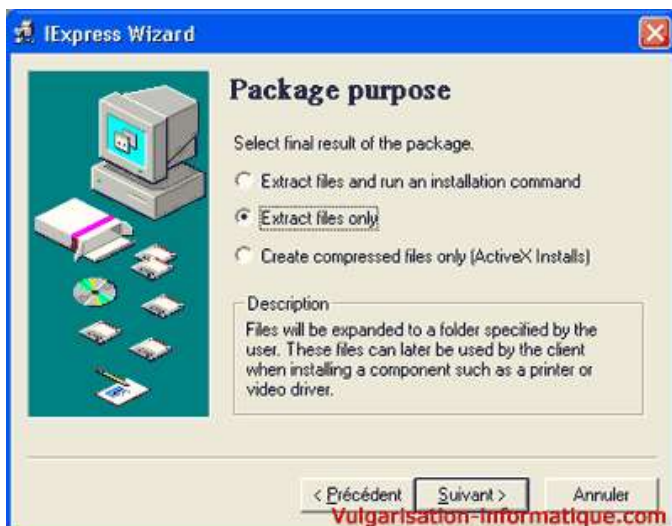 IExpress Wizard
Package purpose
Select final result of the package.
Extract files and run an installation command
Extract files only
Create compressed files only (ActiveX Installs)
Description
Files will be expanded to a folder specified by the
user. These files can later be used by the client
when installing a component such as a printer or
video driver.
< Précédent
Suivant >
Annuler
Vulgarisation-informatique.com